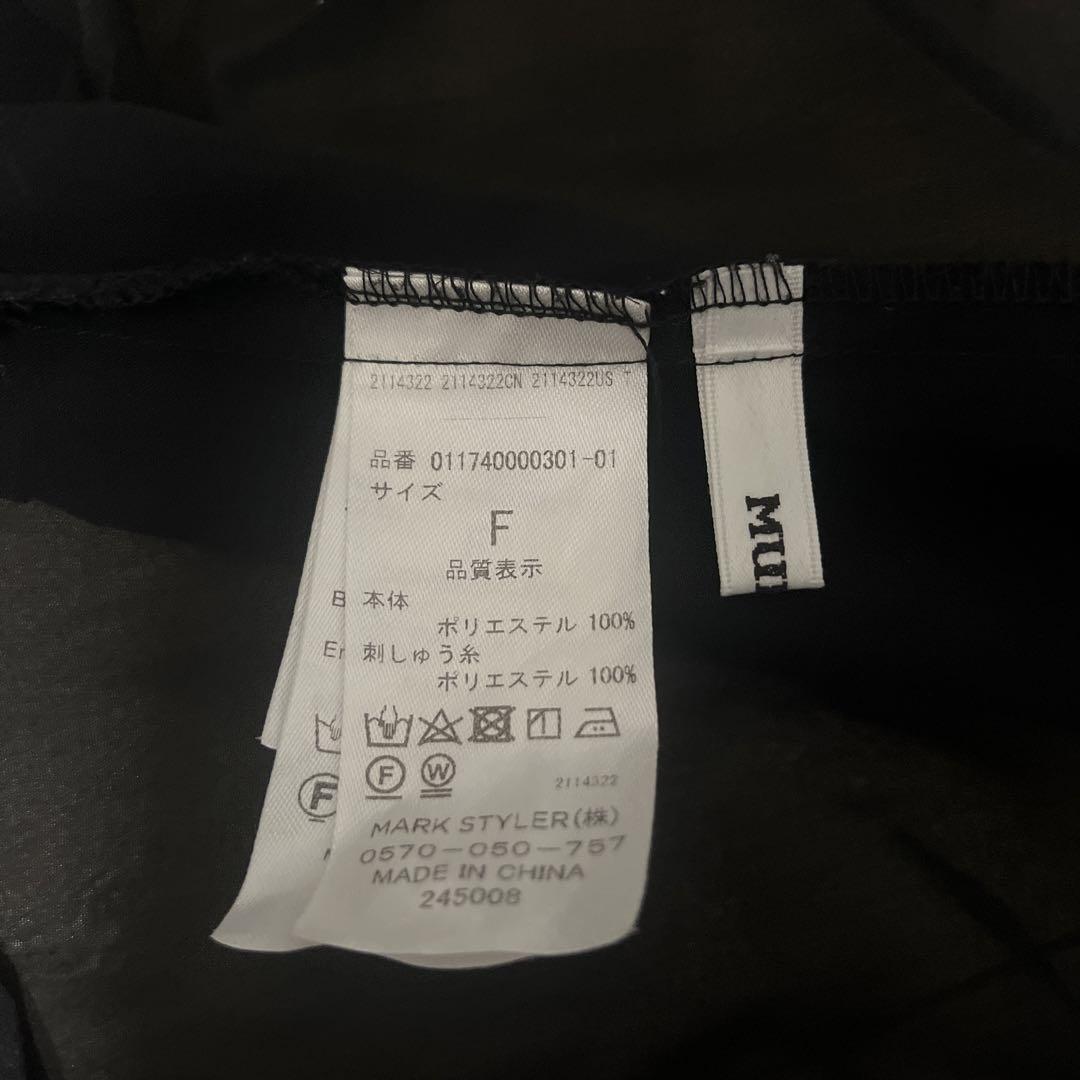 2114322 2114322CN 2114322US
品番 011740000301-01
サイズ
F
品質表示
本体
ポリエステル 100%
刺しゅう糸
ポリエステル 100%
F W
2114322
MARK STYLER(株)
0570-050-757
MADE IN CHINA
245008